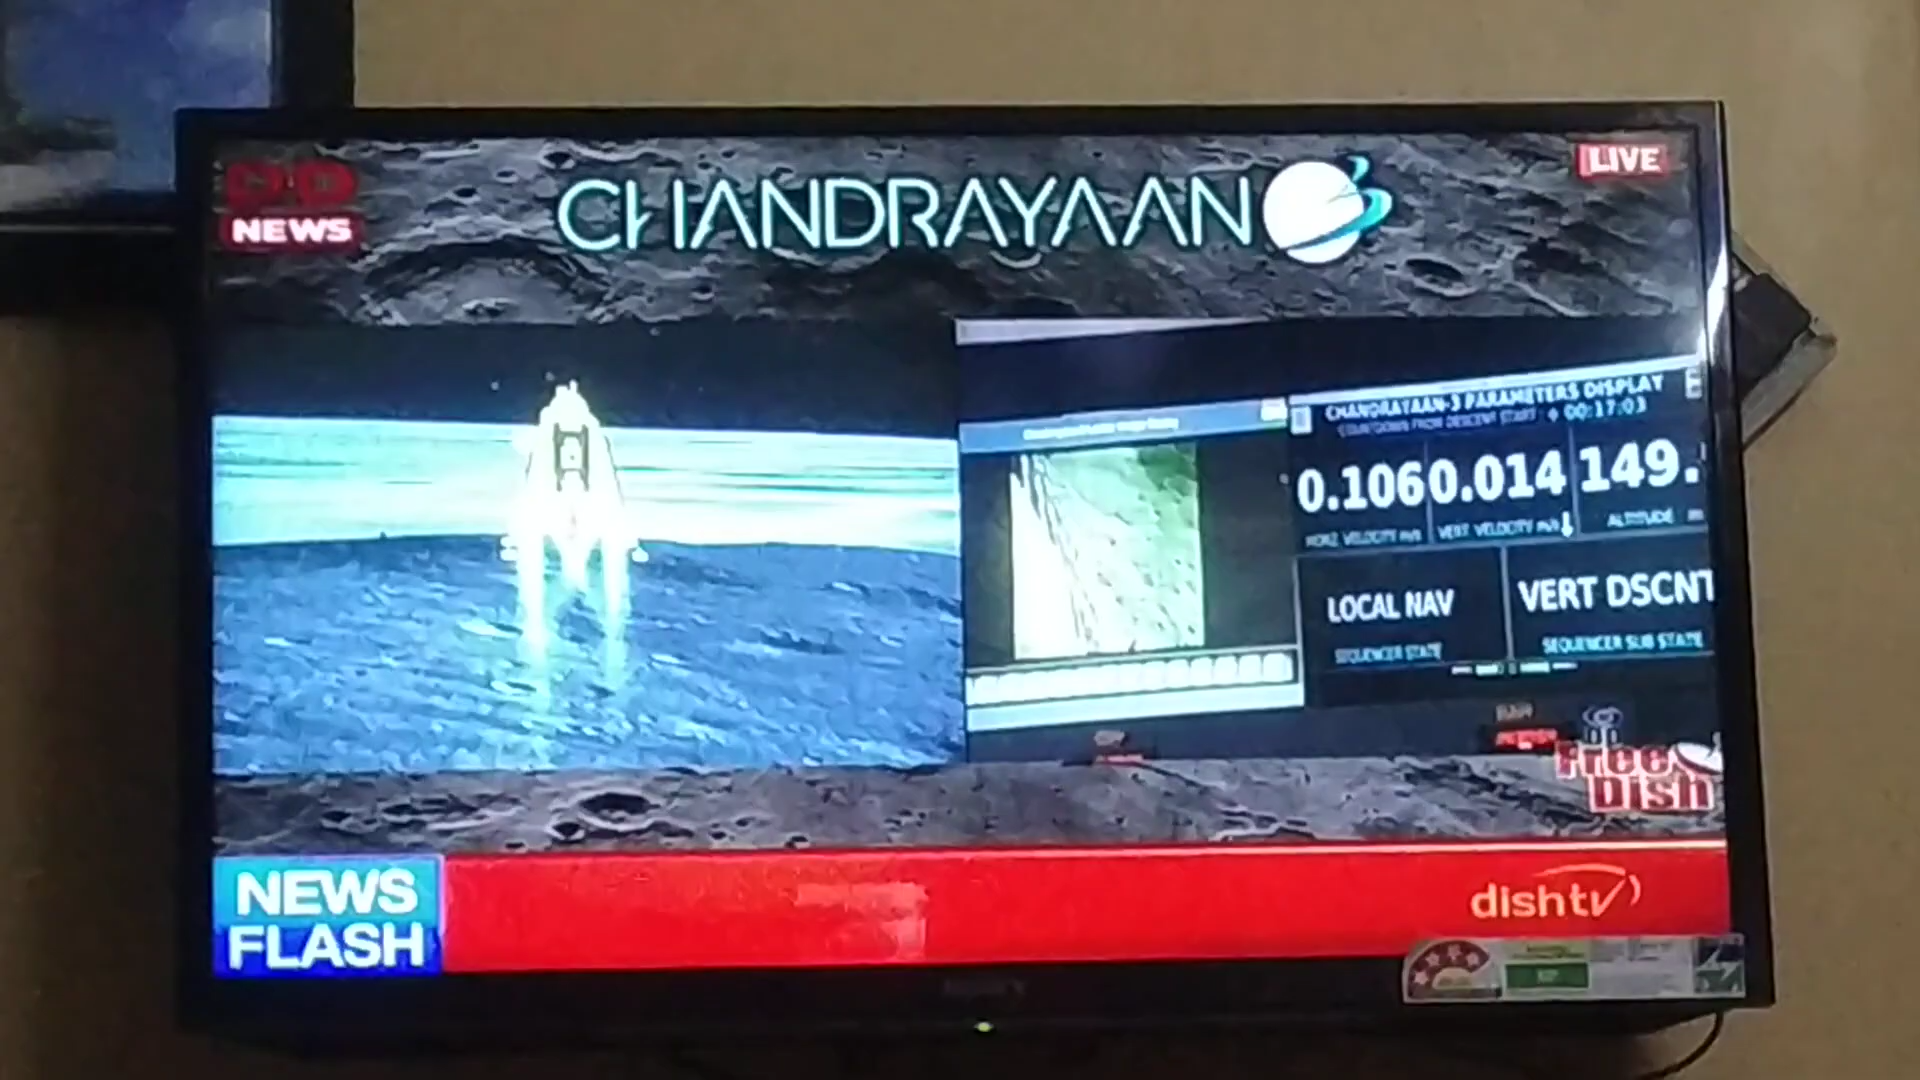 NEWS
CHANDRAYAAN 3
LIVE
CHANDRAYAAN-3 PARAMETERS DISPLAY
COUNTDOWN FROM DESCENT START : + 00:17:03
0.106 0.014 149.
HORZ VELOCITY m/s VERT VELOCITY m/s ALTITUDE m
LOCAL NAV VERT DSCNT
SEQUENCER STATE SEQUENCER SUB STATE
Free
Dish
NEWS
FLASH
dishtv